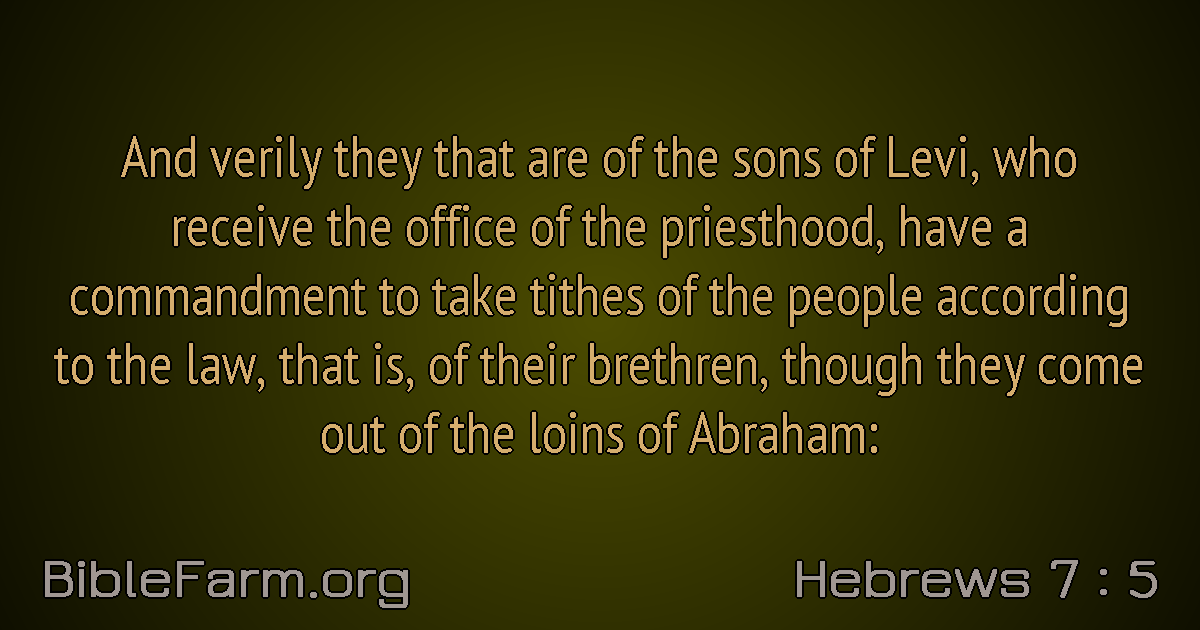 And verily they that are of the sons of Levi, who
receive the office of the priesthood, have a
commandment to take tithes of the people according
to the law, that is, of their brethren, though they come
out of the loins of Abraham:
BibleFarm.org
Hebrews 7 : 5